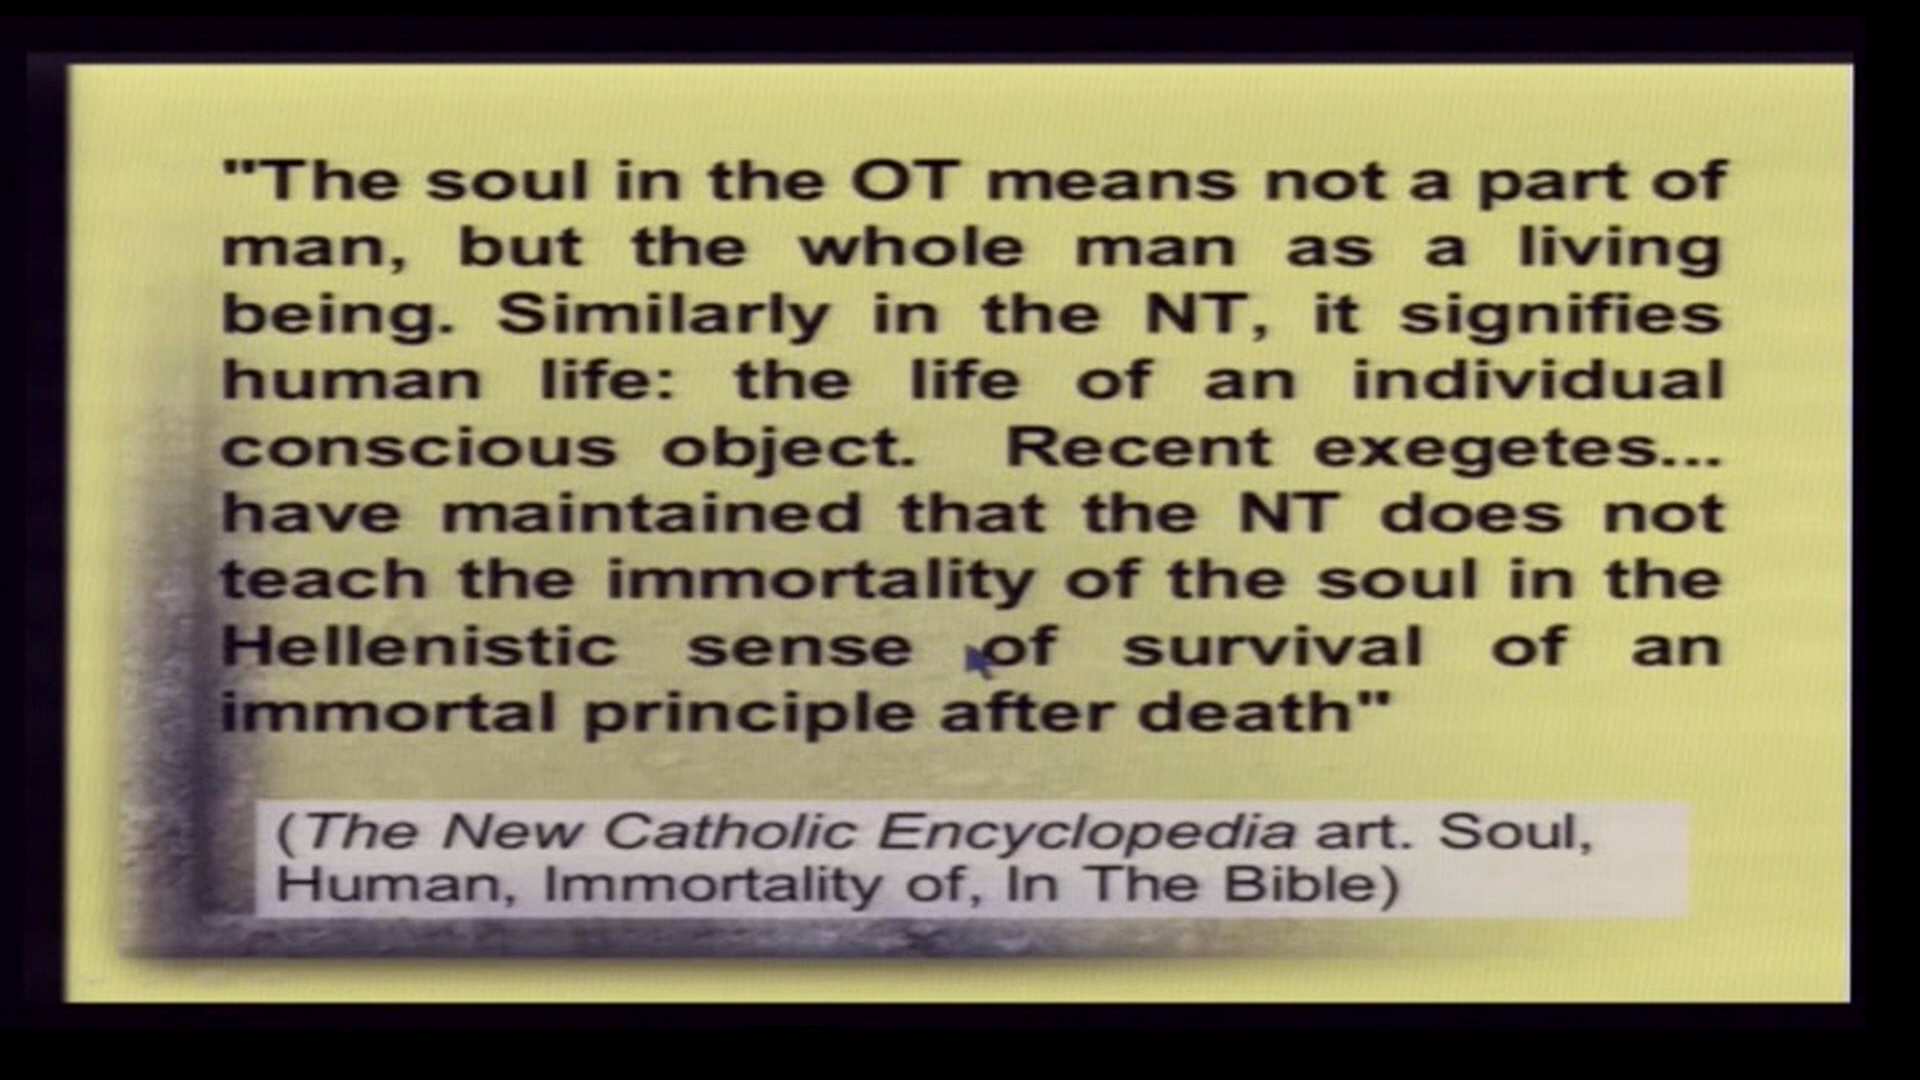 "The soul in the OT means not a part of
man, but the whole man as a living
being. Similarly in the NT, it signifies
human life: the life of an individual
conscious object. Recent exegetes...
have maintained that the NT does not
teach the immortality of the soul in the
Hellenistic sense of survival of an
immortal principle after death"
(The New Catholic Encyclopedia art. Soul,
Human, Immortality of, In The Bible)